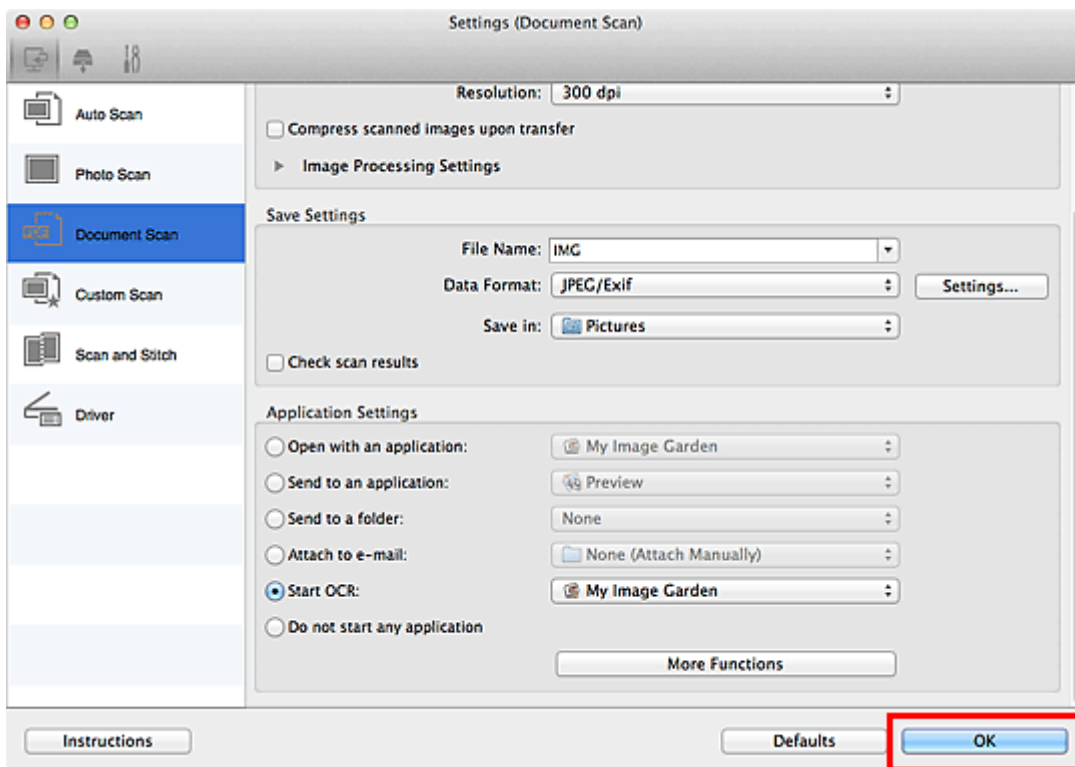 Settings (Document Scan)
Auto Scan
Photo Scan
Document Scan
Custom Scan
Scan and Stitch
Driver
Resolution: 300 dpi
Compress scanned images upon transfer
Image Processing Settings
Save Settings
File Name: IMG
Data Format: JPEG/Exif Settings...
Save in: Pictures
Check scan results
Application Settings
Open with an application: My Image Garden
Send to an application: Preview
Send to a folder: None
Attach to e-mail: None (Attach Manually)
Start OCR: My Image Garden
Do not start any application
More Functions
Instructions Defaults OK